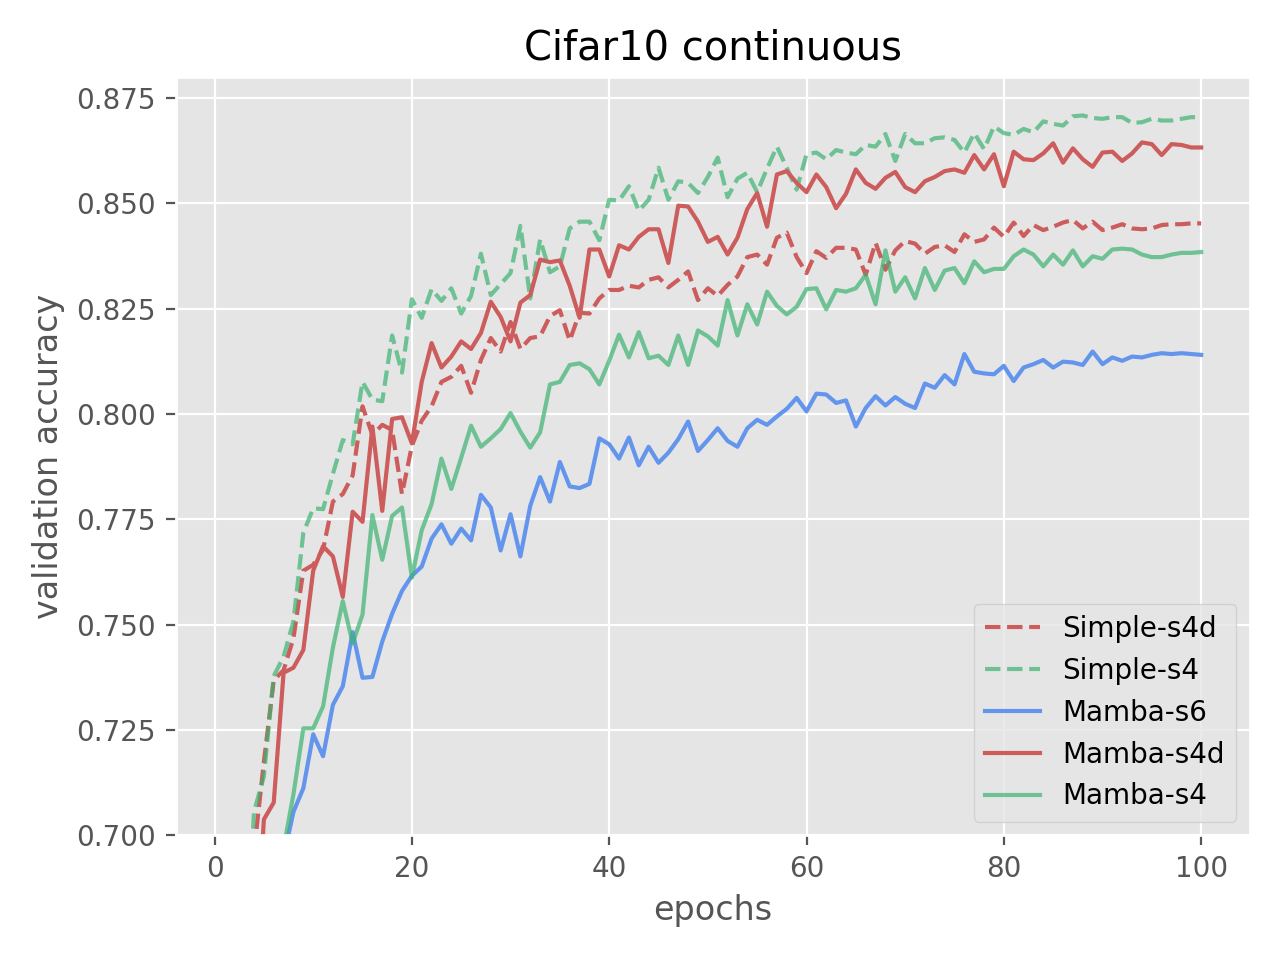 Cifar10 continuous
validation accuracy
0.875
0.850
0.825
0.800
0.775
0.750
0.725
0.700
0
20
40
60
80
100
epochs
Simple-s4d
Simple-s4
Mamba-s6
Mamba-s4d
Mamba-s4